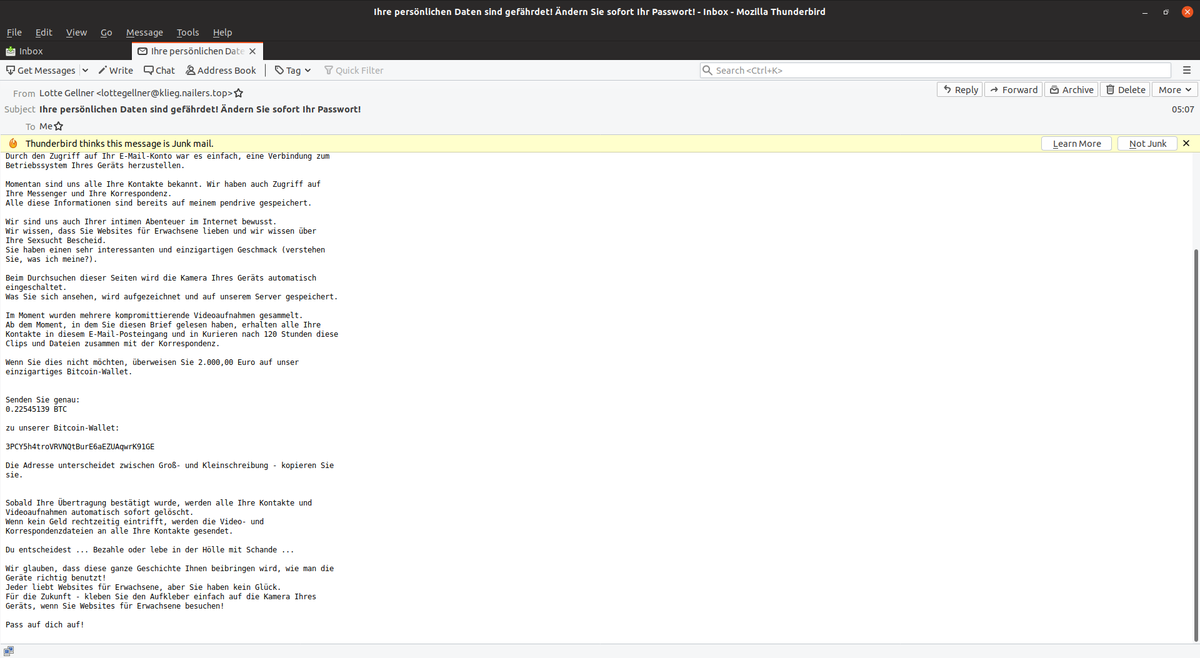 Ihre persönlichen Daten sind gefährdet! Ändern Sie sofort Ihr Passwort! - Inbox - Mozilla Thunderbird
File Edit View Go Message Tools Help
Inbox
Ihre persönlichen Date
Get Messages Write Chat Address Book Tag Quick Filter Search <Ctrl+K>
From Lotte Gellner <lottegellner@klieg.nailers.top> Reply Forward Archive Delete More
Subject Ihre persönlichen Daten sind gefährdet! Ändern Sie sofort Ihr Passwort! 05:07
To Me
Thunderbird thinks this message is Junk mail. Learn More Not Junk
Durch den Zugriff auf Ihr E-Mail-Konto war es einfach, eine Verbindung zum
Betriebssystem Ihres Geräts herzustellen.
Momentan sind uns alle Ihre Kontakte bekannt. Wir haben auch Zugriff auf
Ihre Messenger und Ihre Korrespondenz.
Alle diese Informationen sind bereits auf meinem pendrive gespeichert.
Wir sind uns auch Ihrer intimen Abenteuer im Internet bewusst.
Wir wissen, dass Sie Websites für Erwachsene lieben und wir wissen über
Ihre Sexsucht Bescheid.
Sie haben einen sehr interessanten und einzigartigen Geschmack (verstehen
Sie, was ich meine?).
Beim Durchsuchen dieser Seiten wird die Kamera Ihres Geräts automatisch
eingeschaltet.
Was Sie sich ansehen, wird aufgezeichnet und auf unserem Server gespeichert.
Im Moment wurden mehrere kompromittierende Videoaufnahmen gesammelt.
Ab dem Moment, in dem Sie diesen Brief gelesen haben, erhalten alle Ihre
Kontakte in diesem E-Mail-Posteingang und in Kurieren nach 120 Stunden diese
Clips und Dateien zusammen mit der Korrespondenz.
Wenn Sie dies nicht möchten, überweisen Sie 2.000,00 Euro auf unser
einzigartiges Bitcoin-Wallet.
Senden Sie genau:
0.22545139 BTC
zu unserer Bitcoin-Wallet:
3PCY5h4troVRVNQtBurE6aEZUAqwrK91GE
Die Adresse unterscheidet zwischen Groß- und Kleinschreibung - kopieren Sie
sie.
Sobald Ihre Übertragung bestätigt wurde, werden alle Ihre Kontakte und
Videoaufnahmen automatisch sofort gelöscht.
Wenn kein Geld rechtzeitig eintrifft, werden die Video- und
Korrespondenzdateien an alle Ihre Kontakte gesendet.
Du entscheidest ... Bezahle oder lebe in der Hölle mit Schande ...
Wir glauben, dass diese ganze Geschichte Ihnen beibringen wird, wie man die
Geräte richtig benutzt!
Jeder liebt Websites für Erwachsene, aber Sie haben kein Glück.
Für die Zukunft - kleben Sie den Aufkleber einfach auf die Kamera Ihres
Geräts, wenn Sie Websites für Erwachsene besuchen!
Pass auf dich auf!